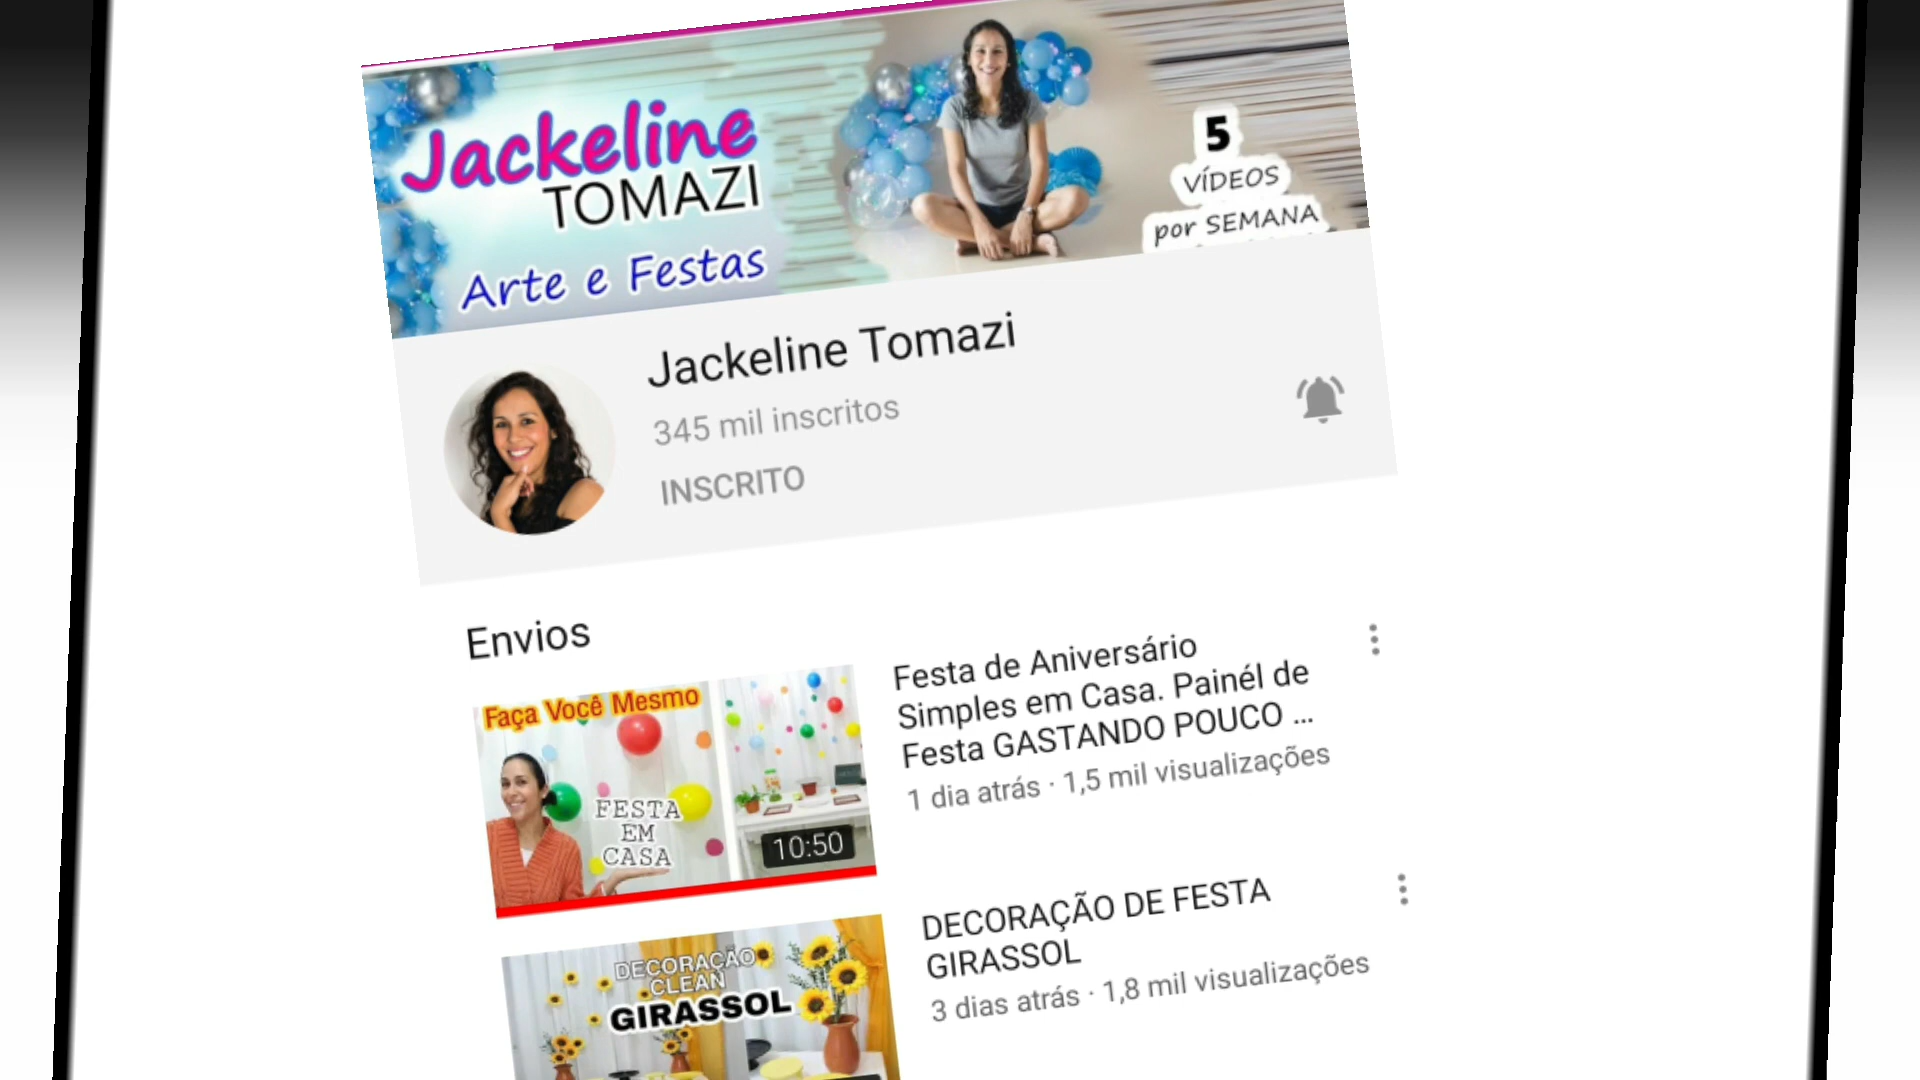 Jackeline
TOMAZI
Arte e Festas
5
VÍDEOS
por SEMANA
Jackeline Tomazi
345 mil inscritos
INSCRITO
Envios
Faça Você Mesmo
FESTA
EM
CASA
10:50
Festa de Aniversário
Simples em Casa. Painél de
Festa GASTANDO POUCO ...
1 dia atrás · 1,5 mil visualizações
DECORAÇÃO
CLEAN
GIRASSOL
DECORAÇÃO DE FESTA
GIRASSOL
3 dias atrás · 1,8 mil visualizações